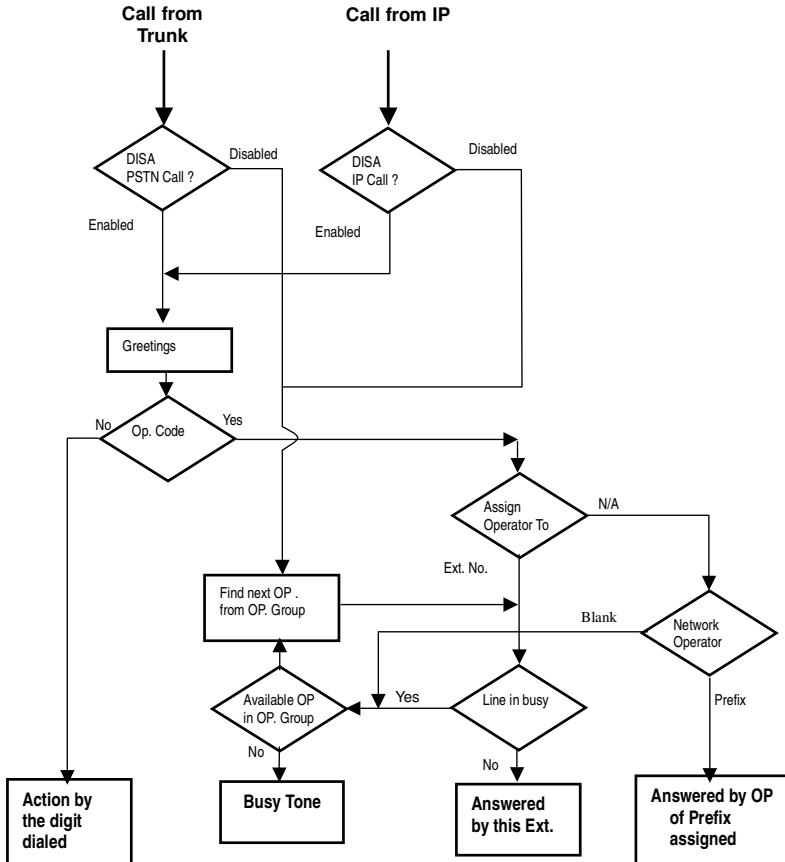 Call from
Trunk
Call from IP
DISA
PSTN Call ?
Disabled
DISA
IP Call ?
Disabled
Enabled
Enabled
Greetings
No
Op. Code
Yes
Assign
Operator To
N/A
Ext. No.
Find next OP .
from OP. Group
Blank
Network
Operator
Available OP
in OP. Group
Yes
Line in busy
Prefix
No
No
Action by
the digit
dialed
Busy Tone
Answered
by this Ext.
Answered by OP
of Prefix
assigned